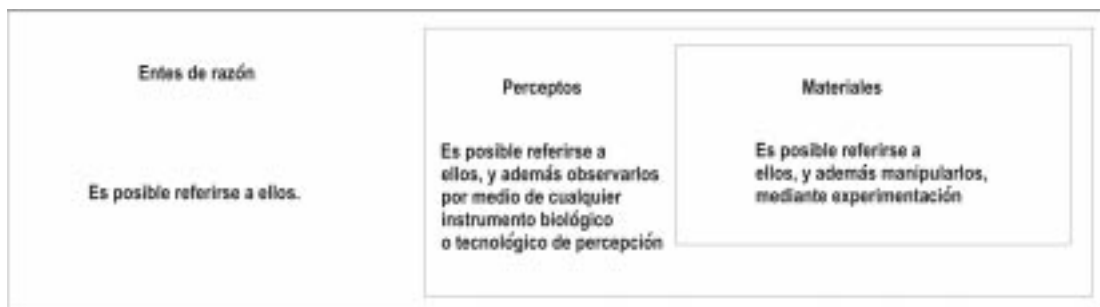 Entes de razón
Es posible referirse a ellos.
Perceptos
Es posible referirse a
ellos, y además observarlos
por medio de cualquier
instrumento biológico
o tecnológico de percepción
Materiales
Es posible referirse a
ellos, y además manipularlos,
mediante experimentación